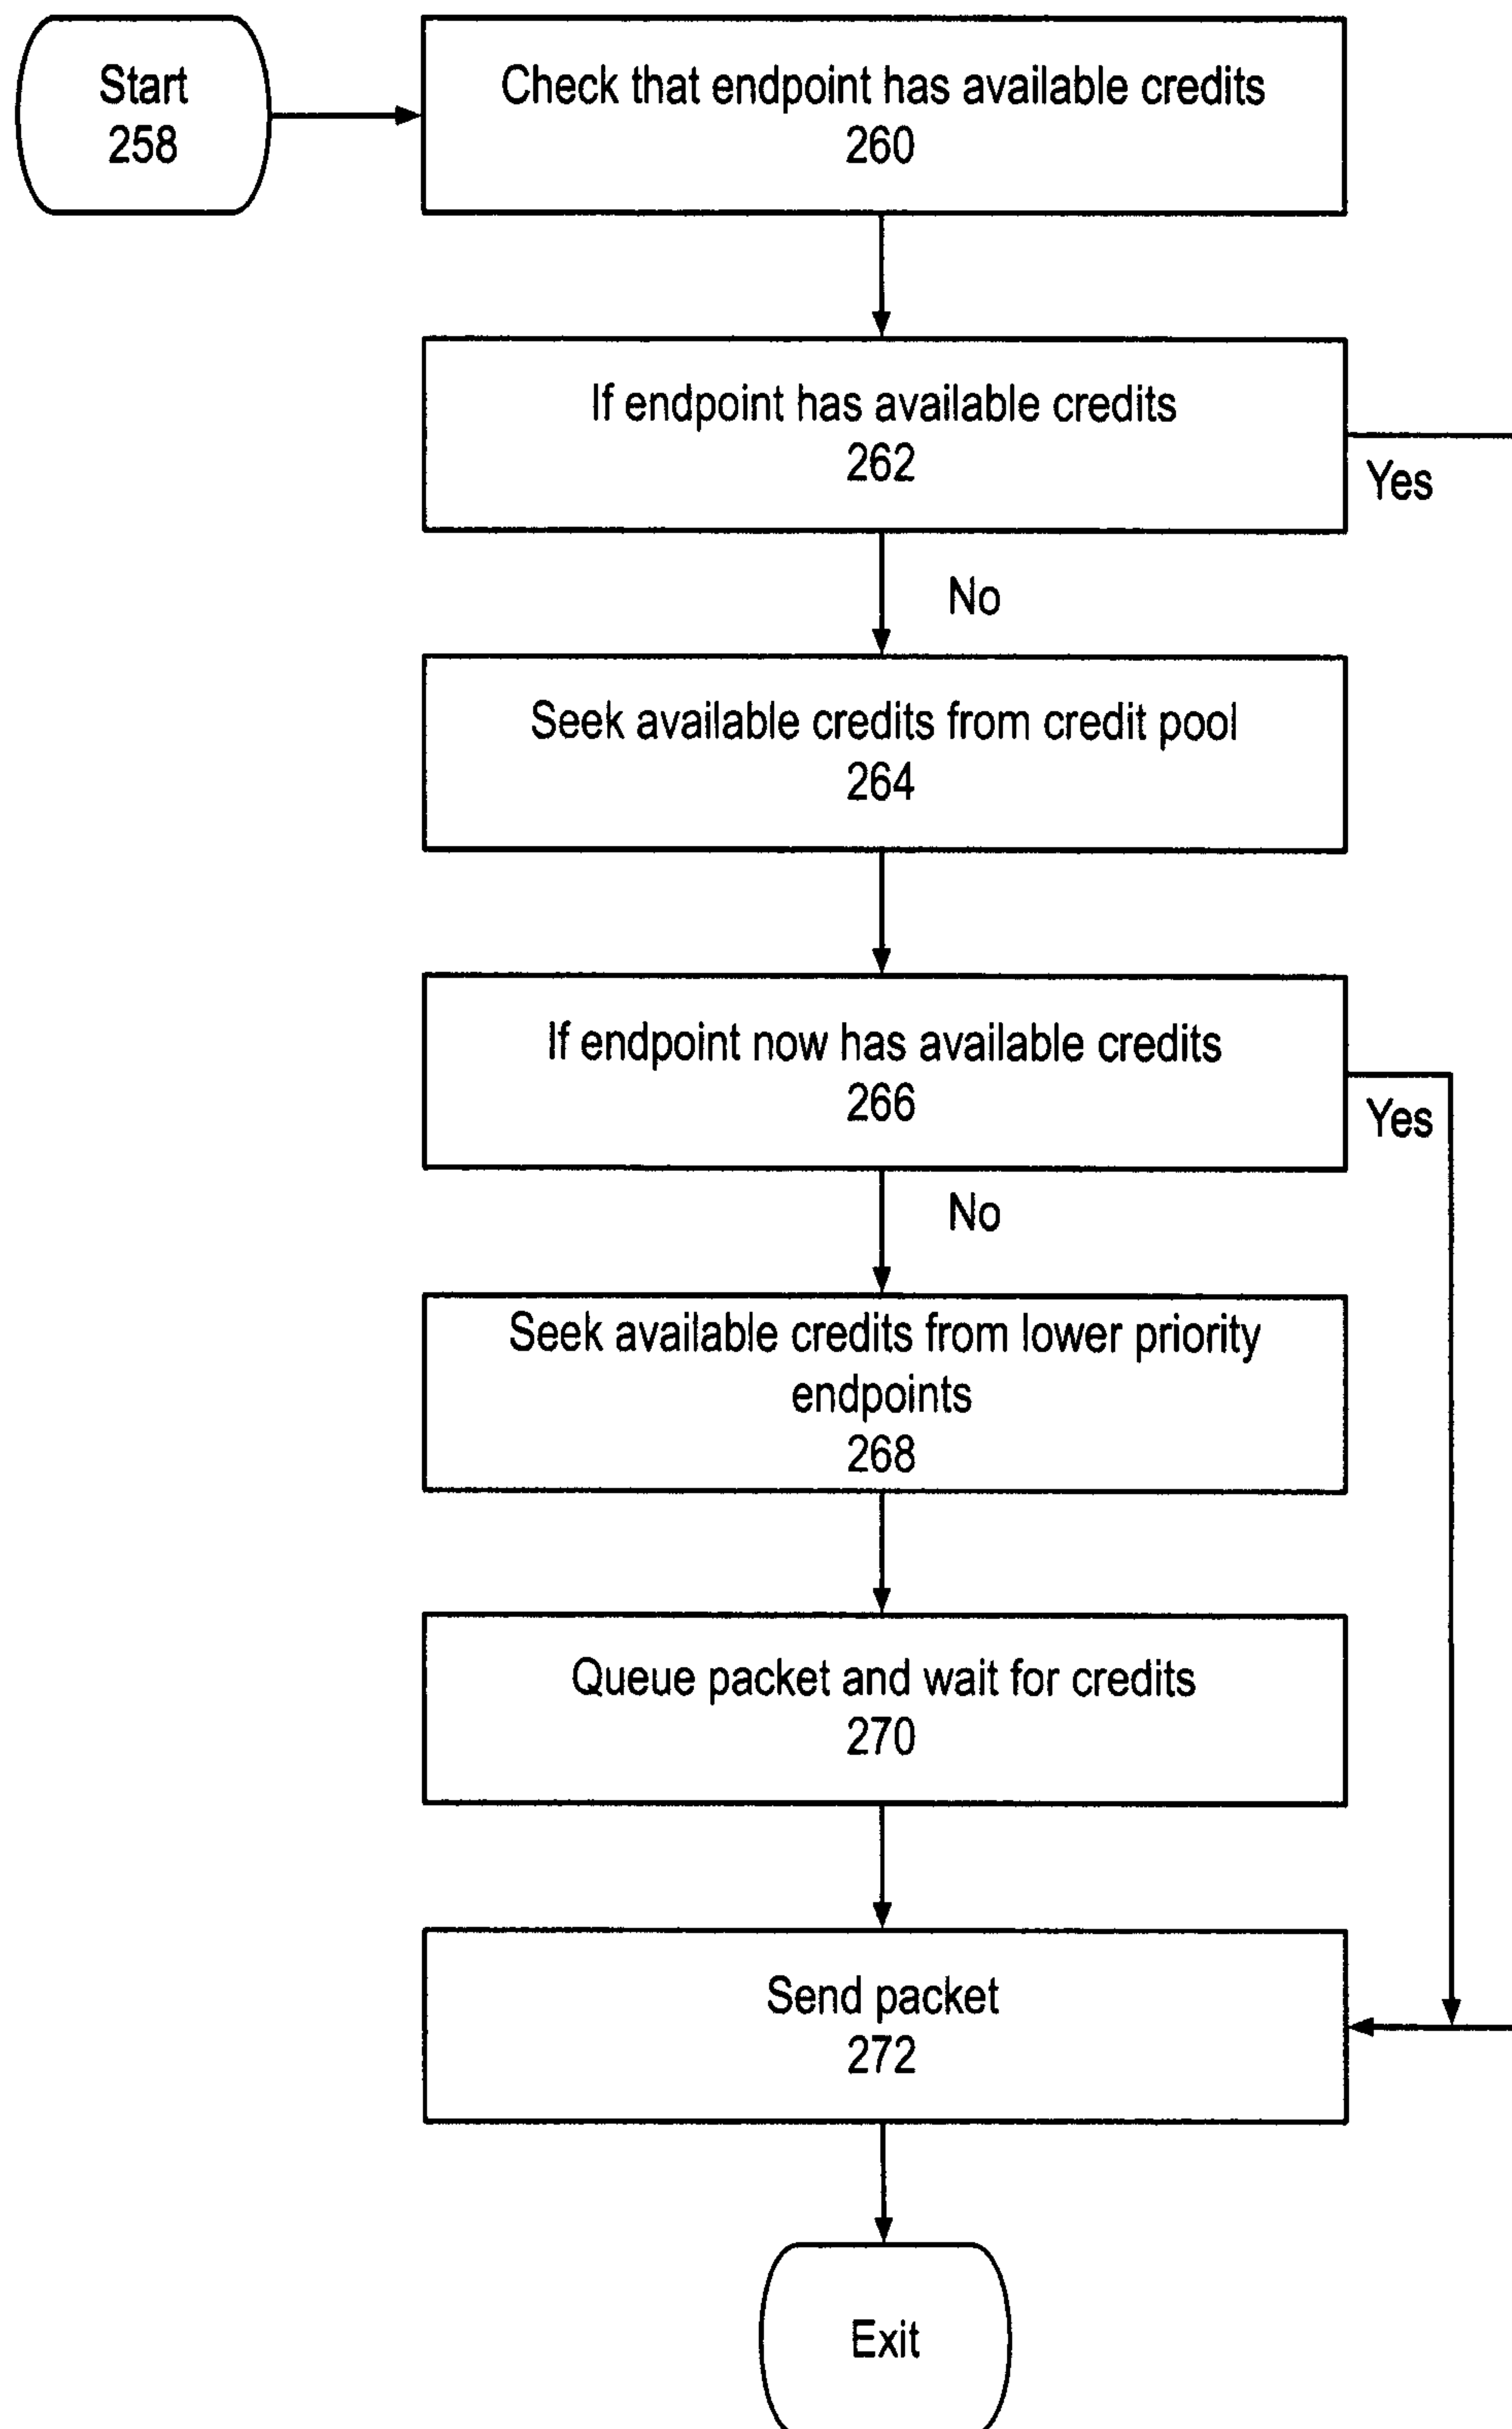 Start
258
Check that endpoint has available credits
260
If endpoint has available credits
262
Yes
No
Seek available credits from credit pool
264
If endpoint now has available credits
266
Yes
No
Seek available credits from lower priority
endpoints
268
Queue packet and wait for credits
270
Send packet
272
Exit